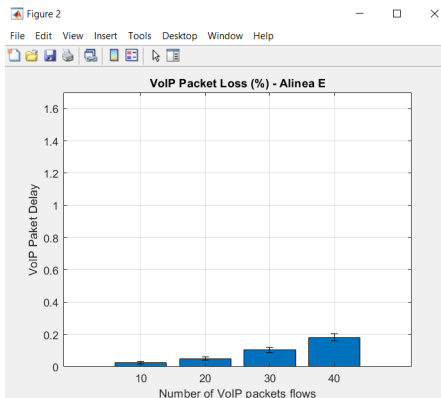 Figure 2
File Edit View Insert Tools Desktop Window Help
VoIP Packet Loss (%) - Alinea E
1.6
1.4
1.2
1
0.8
0.6
0.4
0.2
0
VoIP Paket Delay
10 20 30 40
Number of VoIP packets flows